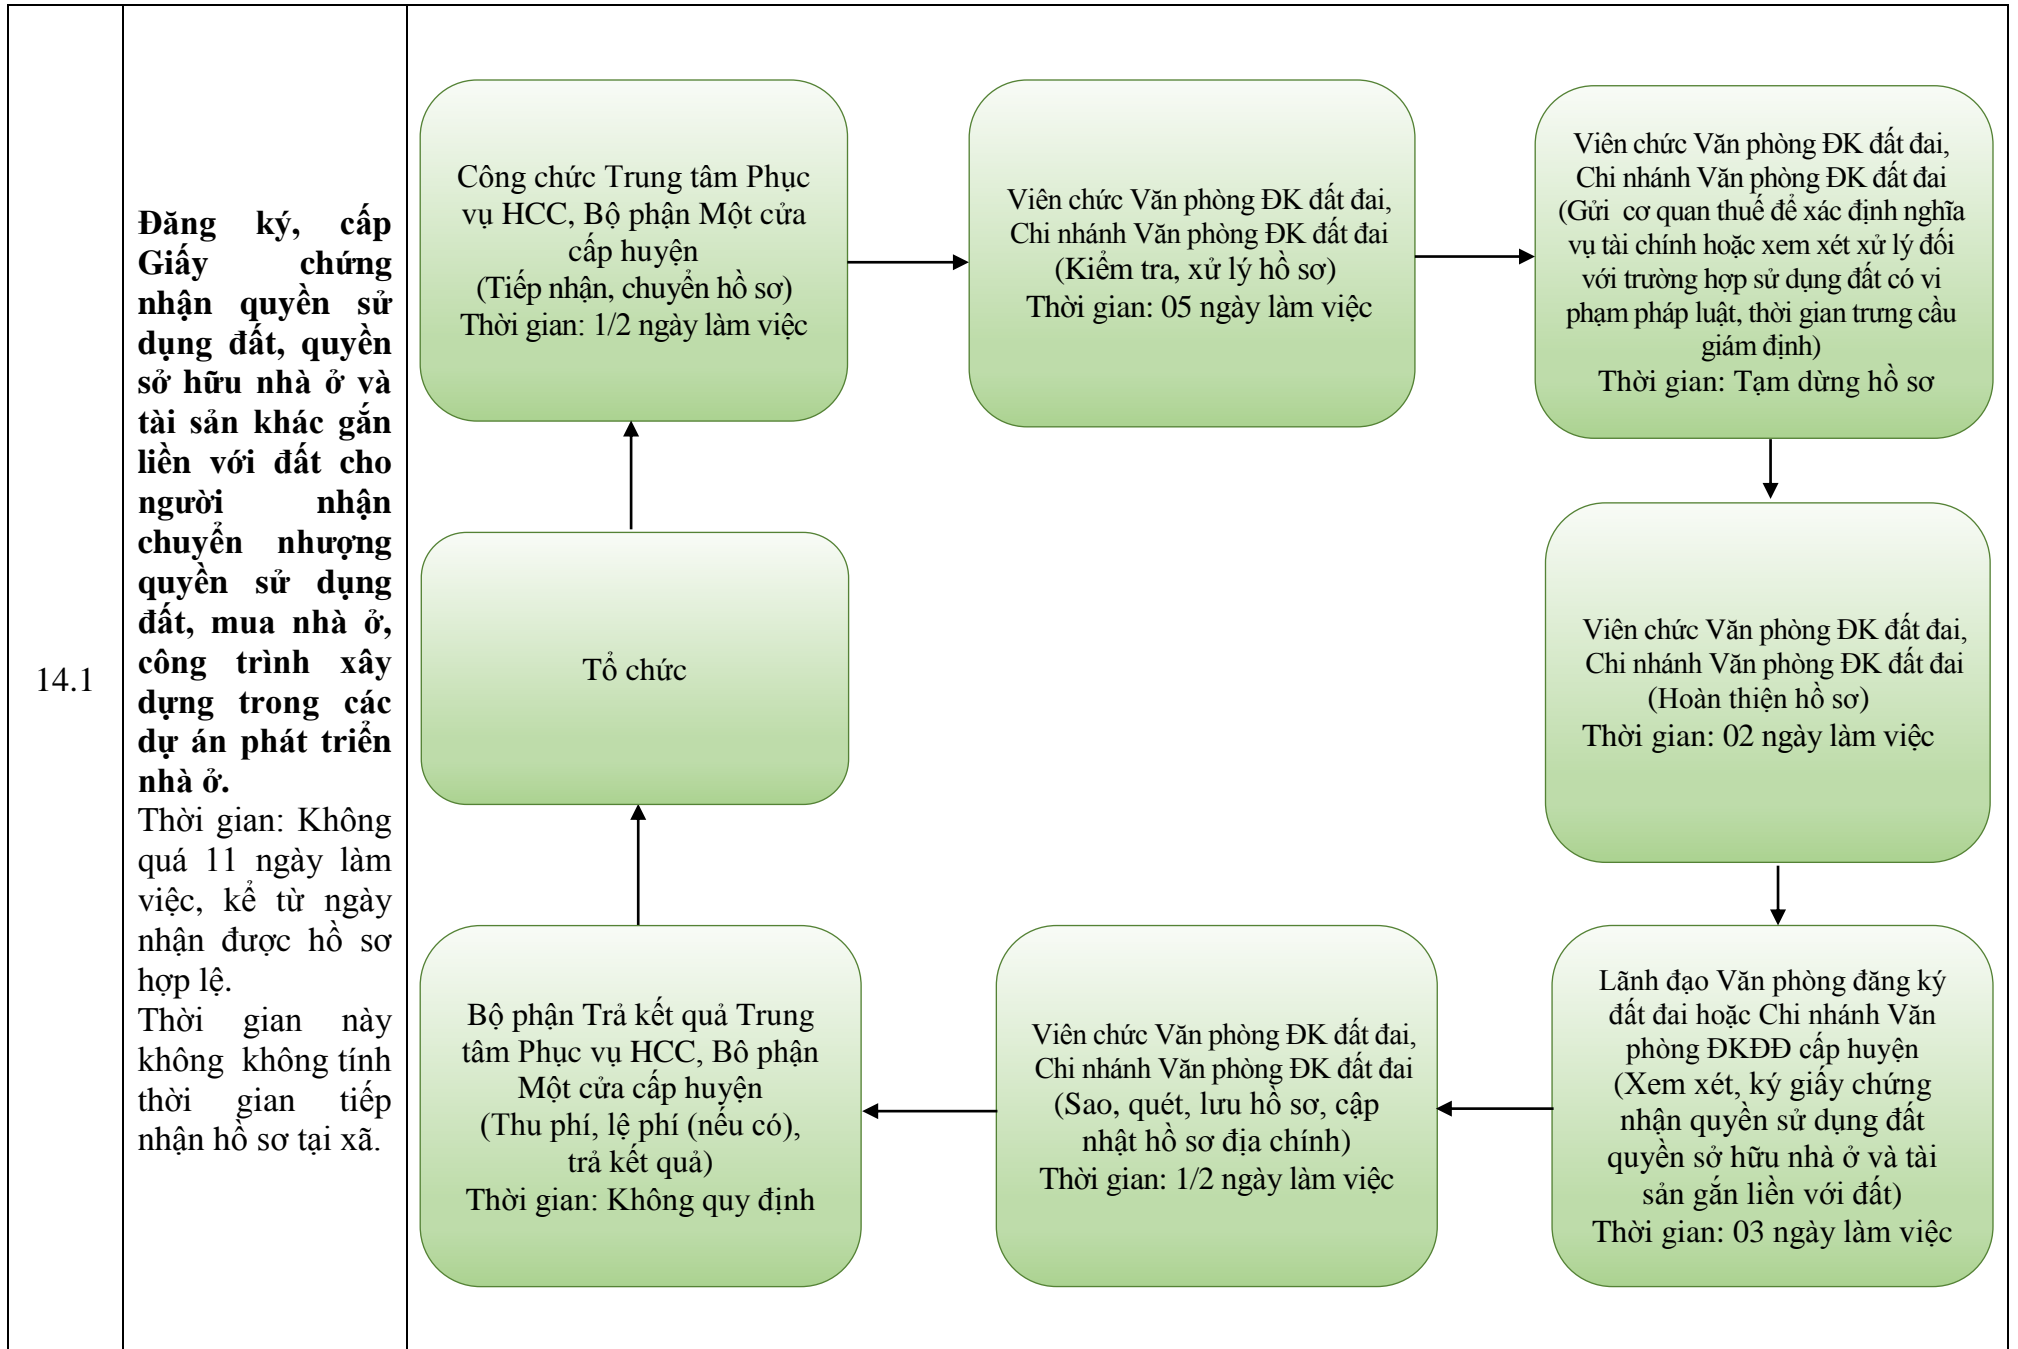 14.1
Đăng ký, cấp
Giấy chứng
nhận quyền sử
dụng đất, quyền
sở hữu nhà ở và
tài sản khác gắn
liền với đất cho
người nhận
chuyển nhượng
quyền sử dụng
đất, mua nhà ở,
công trình xây
dựng trong các
dự án phát triển
nhà ở.
Thời gian: Không
quá 11 ngày làm
việc, kể từ ngày
nhận được hồ sơ
hợp lệ.
Thời gian này
không không tính
thời gian tiếp
nhận hồ sơ tại xã.
Công chức Trung tâm Phục
vụ HCC, Bộ phận Một cửa
cấp huyện
(Tiếp nhận, chuyển hồ sơ)
Thời gian: 1/2 ngày làm việc
Viên chức Văn phòng ĐK đất đai,
Chi nhánh Văn phòng ĐK đất đai
(Kiểm tra, xử lý hồ sơ)
Thời gian: 05 ngày làm việc
Viên chức Văn phòng ĐK đất đai,
Chi nhánh Văn phòng ĐK đất đai
(Gửi cơ quan thuế để xác định nghĩa
vụ tài chính hoặc xem xét xử lý đối
với trường hợp sử dụng đất có vi
phạm pháp luật, thời gian trưng cầu
giám định)
Thời gian: Tạm dừng hồ sơ
Viên chức Văn phòng ĐK đất đai,
Chi nhánh Văn phòng ĐK đất đai
(Hoàn thiện hồ sơ)
Thời gian: 02 ngày làm việc
Lãnh đạo Văn phòng đăng ký
đất đai hoặc Chi nhánh Văn
phòng ĐKĐĐ cấp huyện
(Xem xét, ký giấy chứng
nhận quyền sử dụng đất
quyền sở hữu nhà ở và tài
sản gắn liền với đất)
Thời gian: 03 ngày làm việc
Viên chức Văn phòng ĐK đất đai,
Chi nhánh Văn phòng ĐK đất đai
(Sao, quét, lưu hồ sơ, cập
nhật hồ sơ địa chính)
Thời gian: 1/2 ngày làm việc
Bộ phận Trả kết quả Trung
tâm Phục vụ HCC, Bô phận
Một cửa cấp huyện
(Thu phí, lệ phí (nếu có),
trả kết quả)
Thời gian: Không quy định
Tổ chức